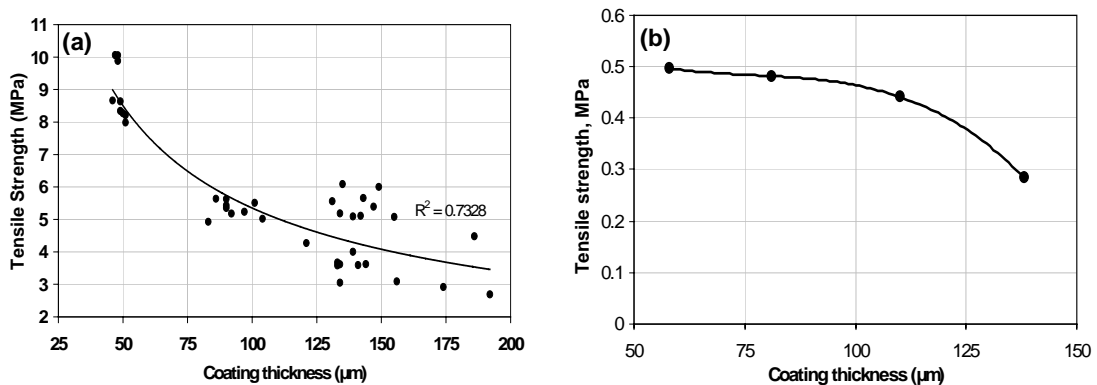 (a)
Tensile Strength (MPa)
11
10
9
8
7
6
5
4
3
2
R² = 0.7328
25 50 75 100 125 150 175 200
Coating thickness (µm)
(b)
Tensile strength, MPa
0.6
0.5
0.4
0.3
0.2
0.1
0
50 75 100 125 150
Coating thickness (µm)